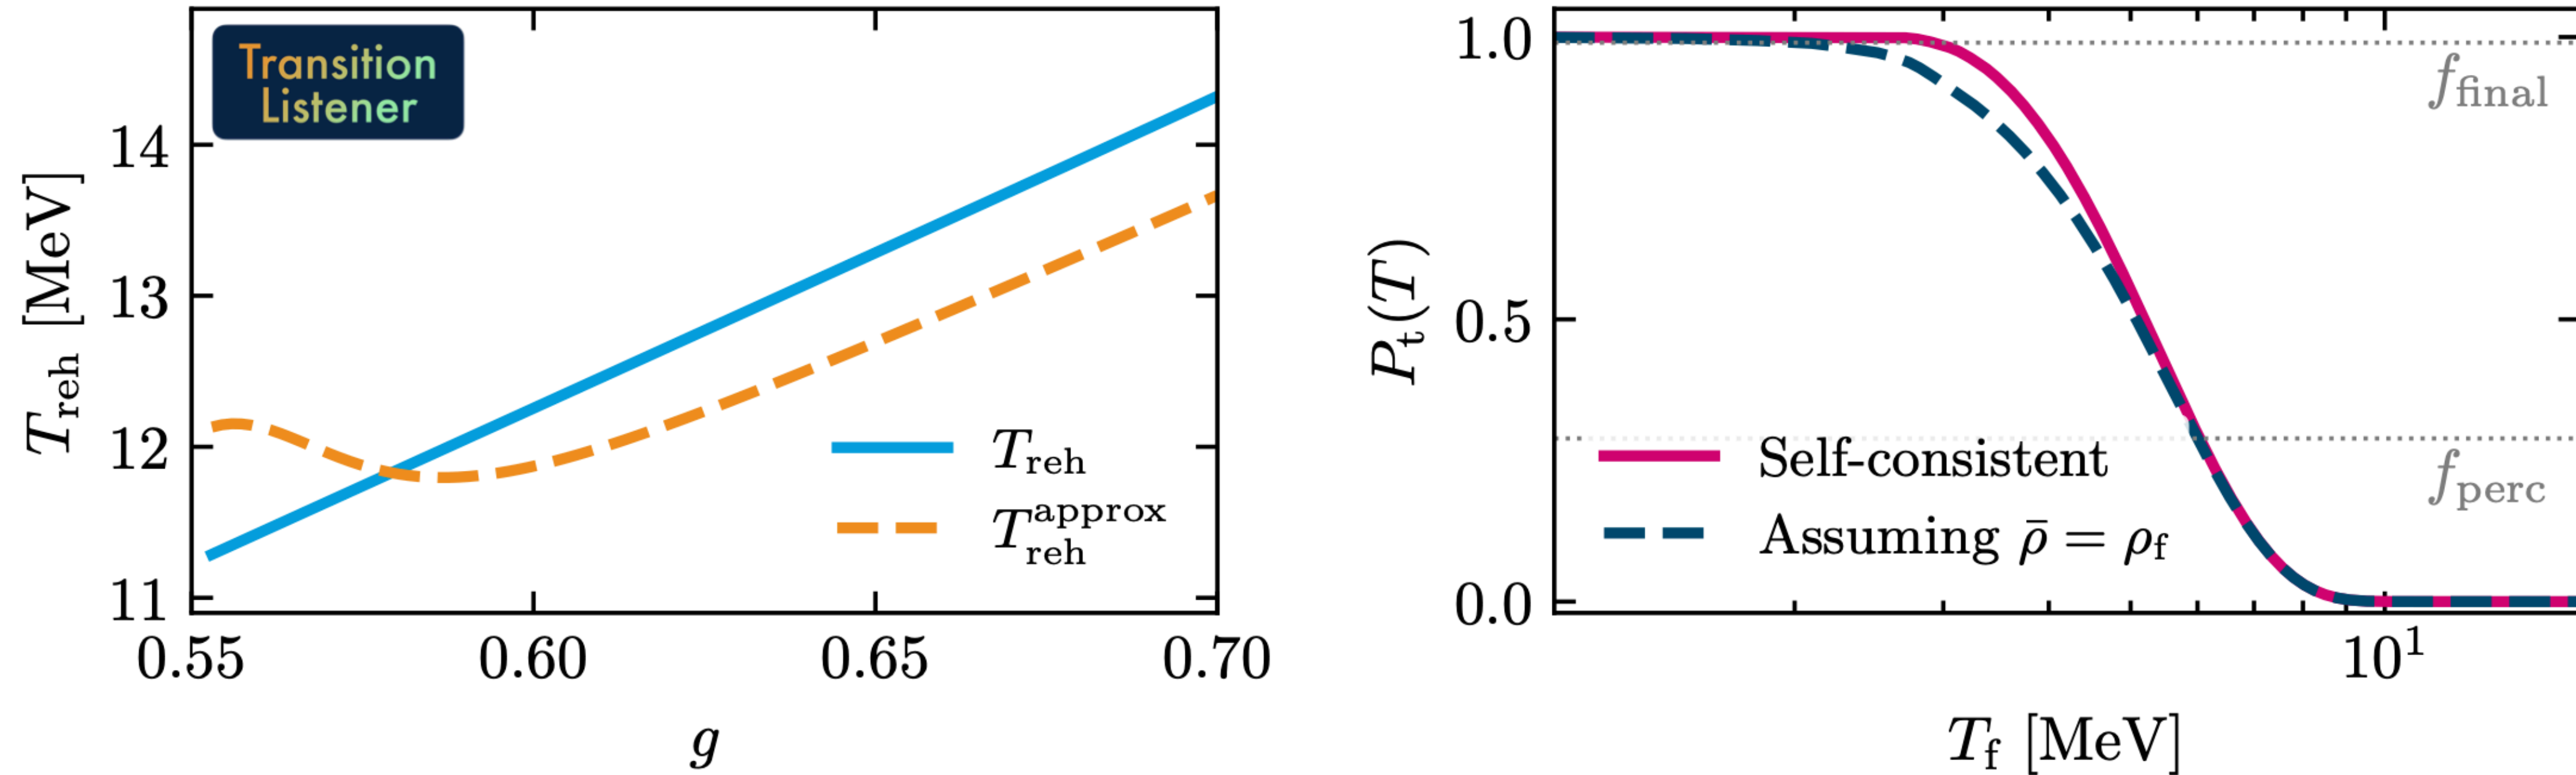 Transition
Listener
T_reh [MeV]
14
13
12
11
0.55 0.60 0.65 0.70
g
T_reh
T_reh^approx
P_t(T)
1.0
0.5
0.0
f_final
f_perc
Self-consistent
Assuming ρ̄ = ρ_f
10^1
T_f [MeV]